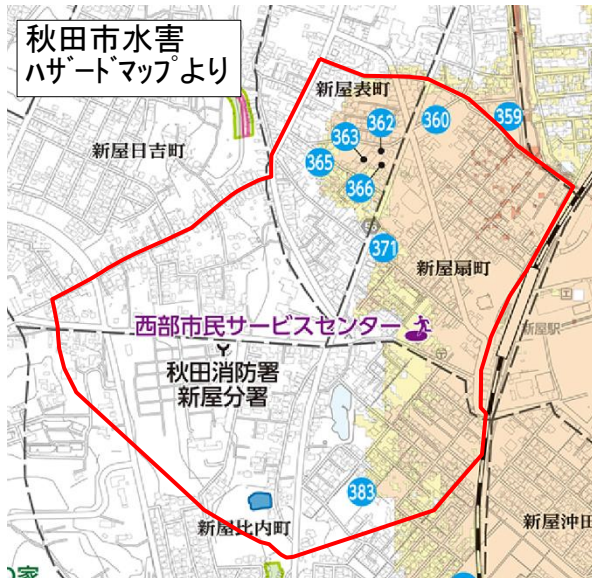 秋田市水害
ハザードマップより
新屋表町
362
360
359
363
新屋日吉町
365
366
371
新屋扇町
西部市民サービスセンター
新屋駅
秋田消防署
新屋分署
383
新屋比内町
新屋沖田
の家